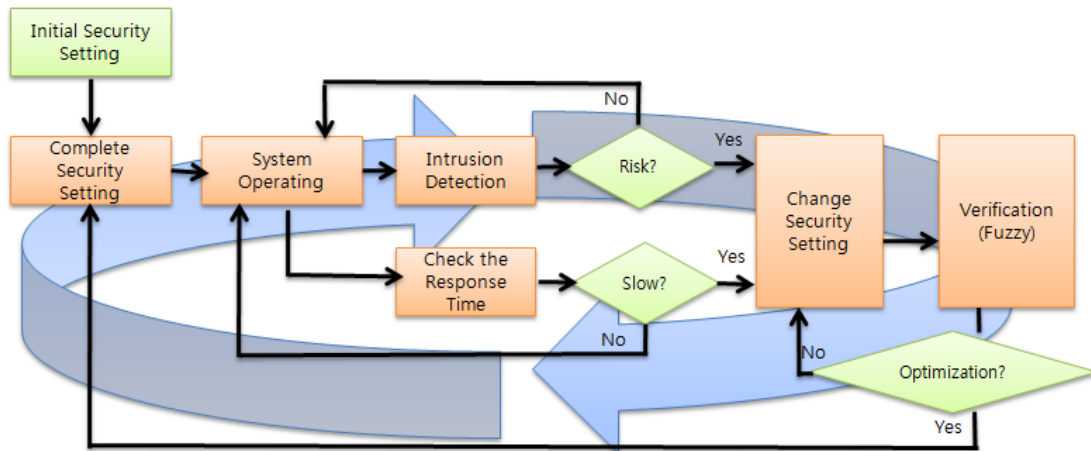 Initial Security
Setting
No
Complete
Security
Setting
System
Operating
Intrusion
Detection
Risk?
Yes
Change
Security
Setting
Verification
(Fuzzy)
Check the
Response
Time
Slow?
Yes
No
No
Optimization?
Yes